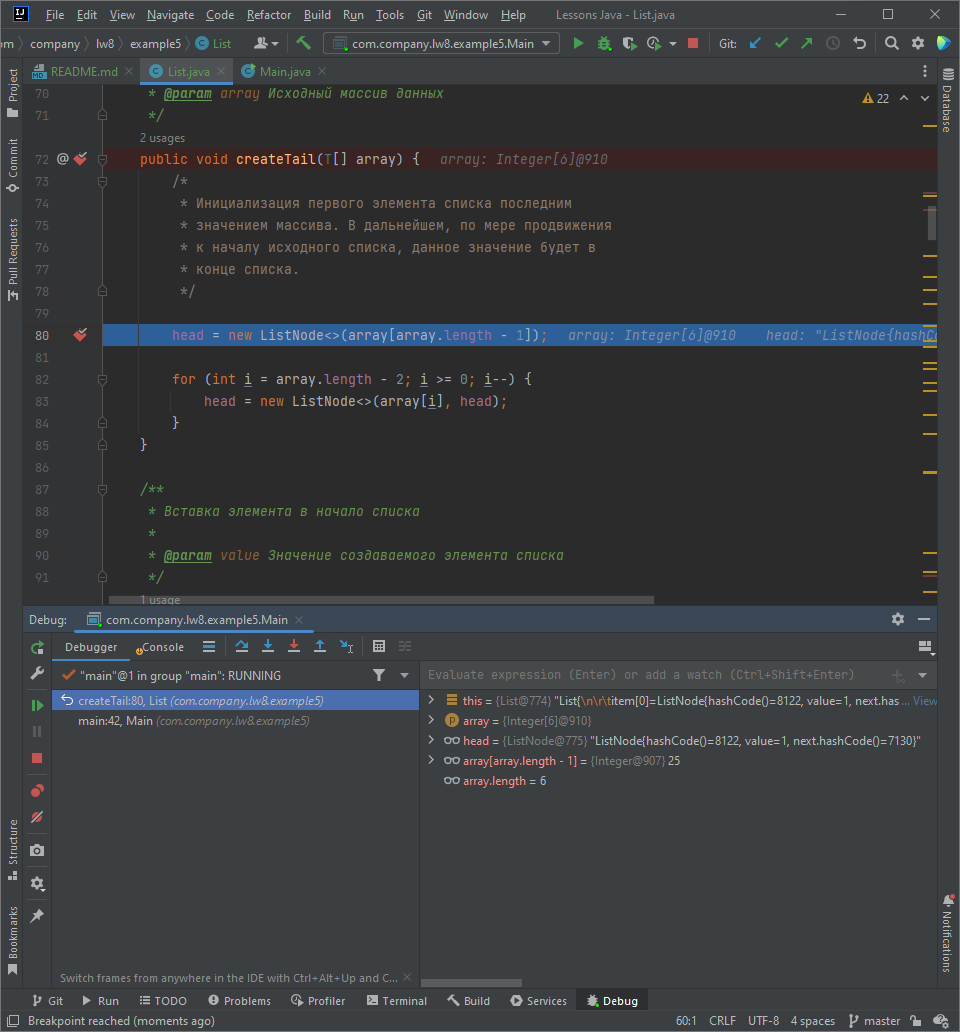 File Edit View Navigate Code Refactor Build Run Tools Git Window Help Lessons Java - List.java
om company lw8 example5 List com.company.lw8.example5.Main Git:
README.md List.java Main.java
70 * @param array Исходный массив данных
22
71 */
2 usages
72 @ public void createTail(T[] array) { array: Integer[6]@910
73 /*
74 * Инициализация первого элемента списка последним
75 * значением массива. В дальнейшем, по мере продвижения
76 * к началу исходного списка, данное значение будет в
77 * конце списка.
78 */
79
80 head = new ListNode<>(array[array.length - 1]); array: Integer[6]@910 head: "ListNode{hashCo
81
82 for (int i = array.length - 2; i >= 0; i--) {
83 head = new ListNode<>(array[i], head);
84 }
85 }
86
87 /**
88 * Вставка элемента в начало списка
89 *
90 * @param value Значение создаваемого элемента списка
91 */
1 usage
Project
Commit
Pull Requests
Structure
Bookmarks
Database
Notifications
Debug: com.company.lw8.example5.Main
Debugger Console
"main"@1 in group "main": RUNNING
createTail:80, List (com.company.lw8.example5)
main:42, Main (com.company.lw8.example5)
Switch frames from anywhere in the IDE with Ctrl+Alt+Up and C...
Evaluate expression (Enter) or add a watch (Ctrl+Shift+Enter)
this = {List@774} "List{\n\r\titem[0]=ListNode{hashCode()=8122, value=1, next.has ... View
p array = {Integer[6]@910}
head = {ListNode@775} "ListNode{hashCode()=8122, value=1, next.hashCode()=7130}"
array[array.length - 1] = {Integer@907} 25
array.length = 6
Git Run TODO Problems Profiler Terminal Build Services Debug
Breakpoint reached (moments ago) 60:1 CRLF UTF-8 4 spaces master